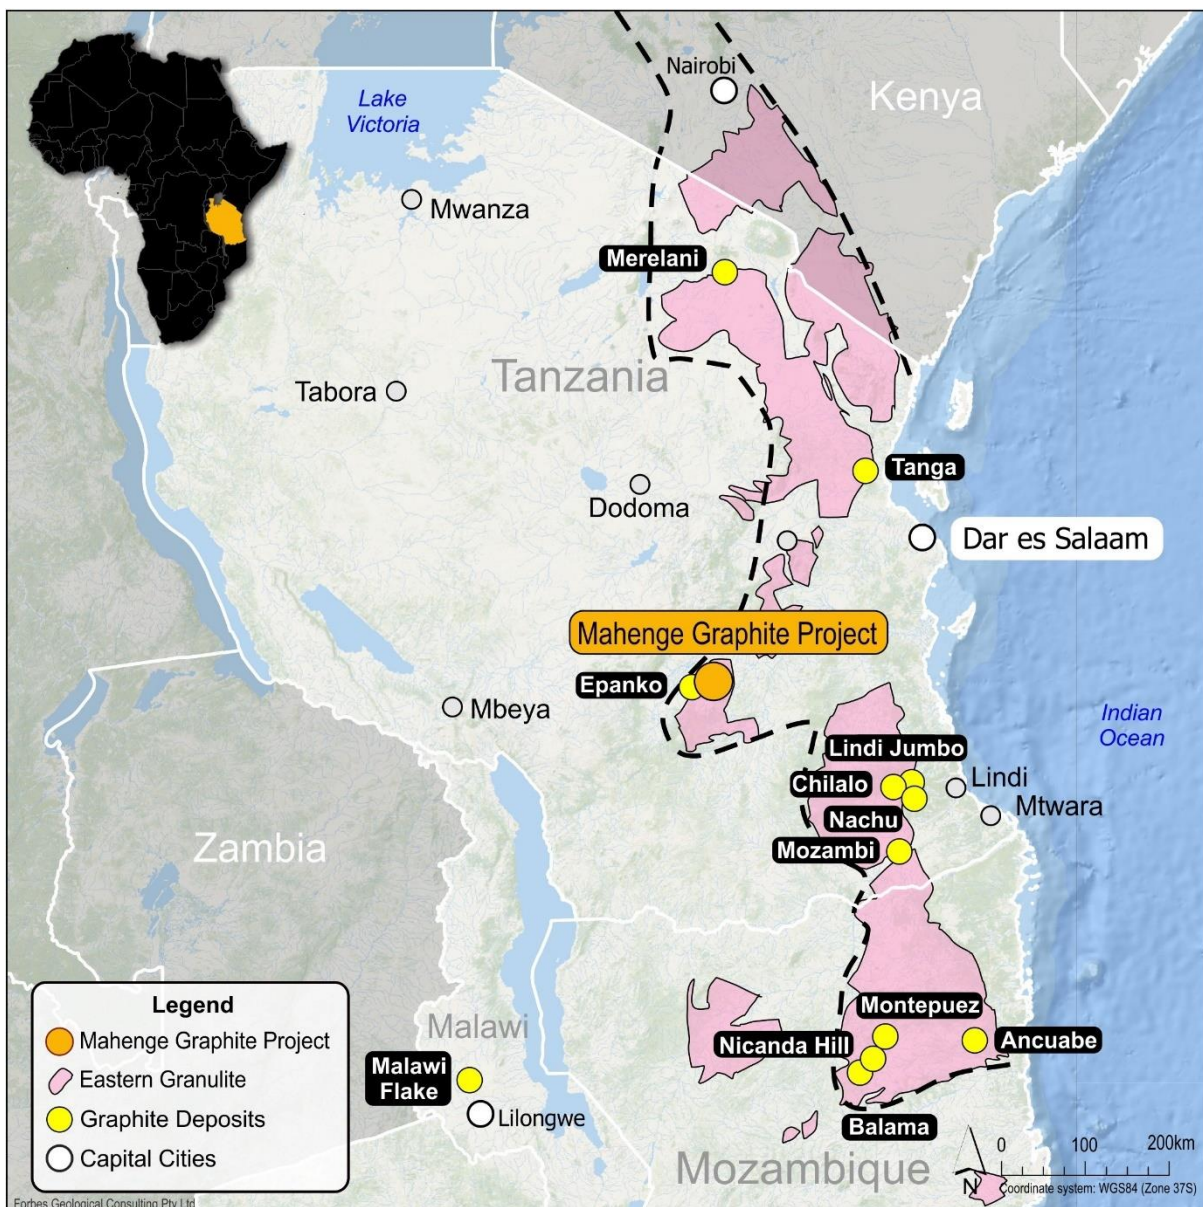 Nairobi
Kenya
Lake
Victoria
Mwanza
Merelani
Tanzania
Tabora
Tanga
Dodoma
Dar es Salaam
Mahenge Graphite Project
Epanko
Mbeya
Indian
Ocean
Lindi Jumbo
Chilalo
Lindi
Mtwara
Nachu
Mozambi
Zambia
Legend
Mahenge Graphite Project
Eastern Granulite
Graphite Deposits
Capital Cities
Malawi
Malawi
Flake
Lilongwe
Montepuez
Nicanda Hill
Ancuabe
Balama
Mozambique
0 100 200km
N
Coordinate system: WGS84 (Zone 37S)
Forbes Geological Consulting Pty Ltd